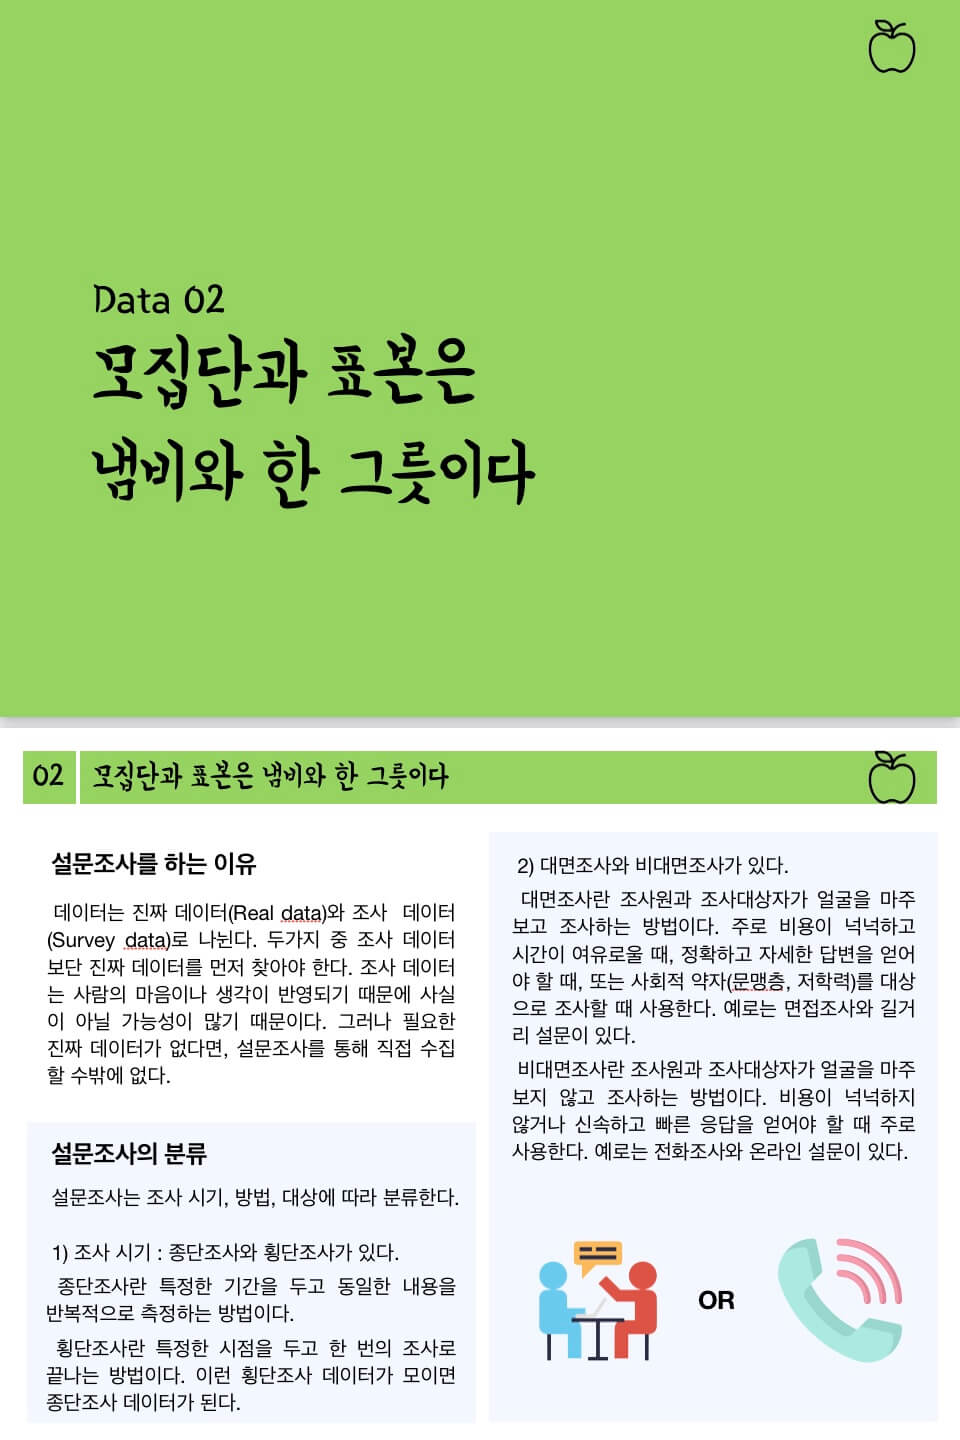 Data 02
모집단과 표본은
냄비와 한 그릇이다
02 모집단과 표본은 냄비와 한 그릇이다
설문조사를 하는 이유
데이터는 진짜 데이터(Real data)와 조사 데이터
(Survey data)로 나뉜다. 두가지 중 조사 데이터
보단 진짜 데이터를 먼저 찾아야 한다. 조사 데이터
는 사람의 마음이나 생각이 반영되기 때문에 사실
이 아닐 가능성이 많기 때문이다. 그러나 필요한
진짜 데이터가 없다면, 설문조사를 통해 직접 수집
할 수밖에 없다.
설문조사의 분류
설문조사는 조사 시기, 방법, 대상에 따라 분류한다.
1) 조사 시기 : 종단조사와 횡단조사가 있다.
종단조사란 특정한 기간을 두고 동일한 내용을
반복적으로 측정하는 방법이다.
횡단조사란 특정한 시점을 두고 한 번의 조사로
끝나는 방법이다. 이런 횡단조사 데이터가 모이면
종단조사 데이터가 된다.
2) 대면조사와 비대면조사가 있다.
대면조사란 조사원과 조사대상자가 얼굴을 마주
보고 조사하는 방법이다. 주로 비용이 넉넉하고
시간이 여유로울 때, 정확하고 자세한 답변을 얻어
야 할 때, 또는 사회적 약자(문맹층, 저학력)를 대상
으로 조사할 때 사용한다. 예로는 면접조사와 길거
리 설문이 있다.
비대면조사란 조사원과 조사대상자가 얼굴을 마주
보지 않고 조사하는 방법이다. 비용이 넉넉하지
않거나 신속하고 빠른 응답을 얻어야 할 때 주로
사용한다. 예로는 전화조사와 온라인 설문이 있다.
OR